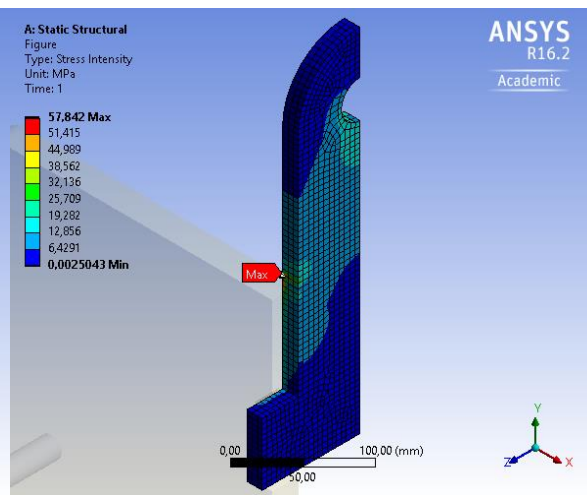 A: Static Structural
Figure
Type: Stress Intensity
Unit: MPa
Time: 1
57,842 Max
51,415
44,989
38,562
32,136
25,709
19,282
12,856
6,4291
0,0025043 Min
ANSYS
R16.2
Academic
Max
0,00
100,00 (mm)
50,00
Y
Z
X